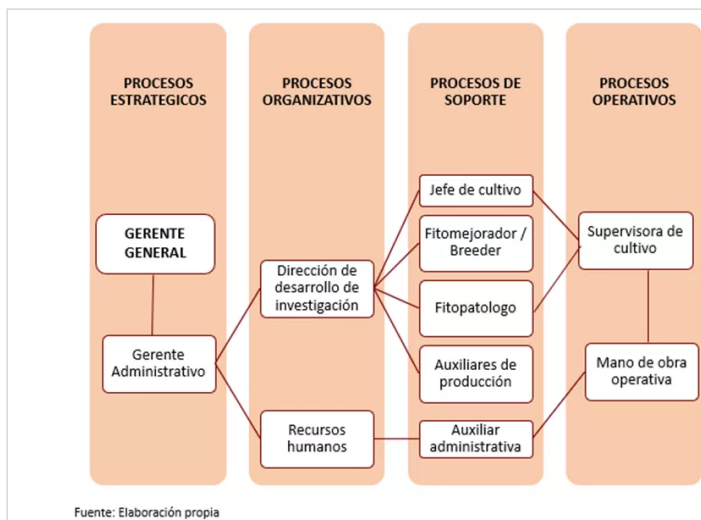 PROCESOS
ESTRATEGICOS
PROCESOS
ORGANIZATIVOS
PROCESOS DE
SOPORTE
PROCESOS
OPERATIVOS
GERENTE
GENERAL
Gerente
Administrativo
Dirección de
desarrollo de
investigación
Recursos
humanos
Jefe de cultivo
Fitomejorador /
Breeder
Fitopatologo
Auxiliares de
producción
Auxiliar
administrativa
Supervisora de
cultivo
Mano de obra
operativa
Fuente: Elaboración propia